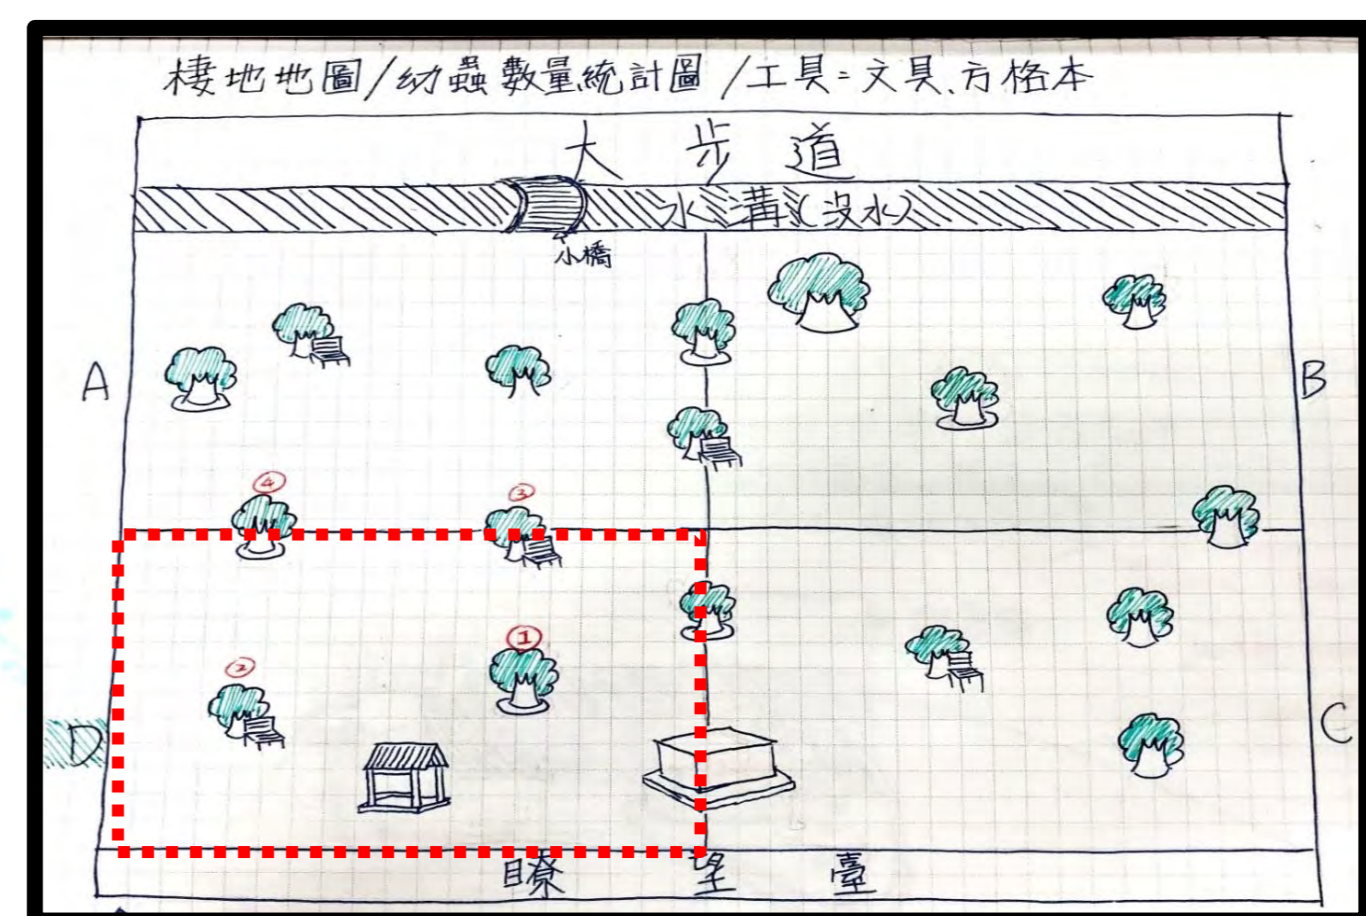 棲地地圖/幼蟲數量統計圖/工具=文具、方格本
大步道
水溝(沒水)
小橋
A
B
④
③
①
②
D
C
瞭望臺